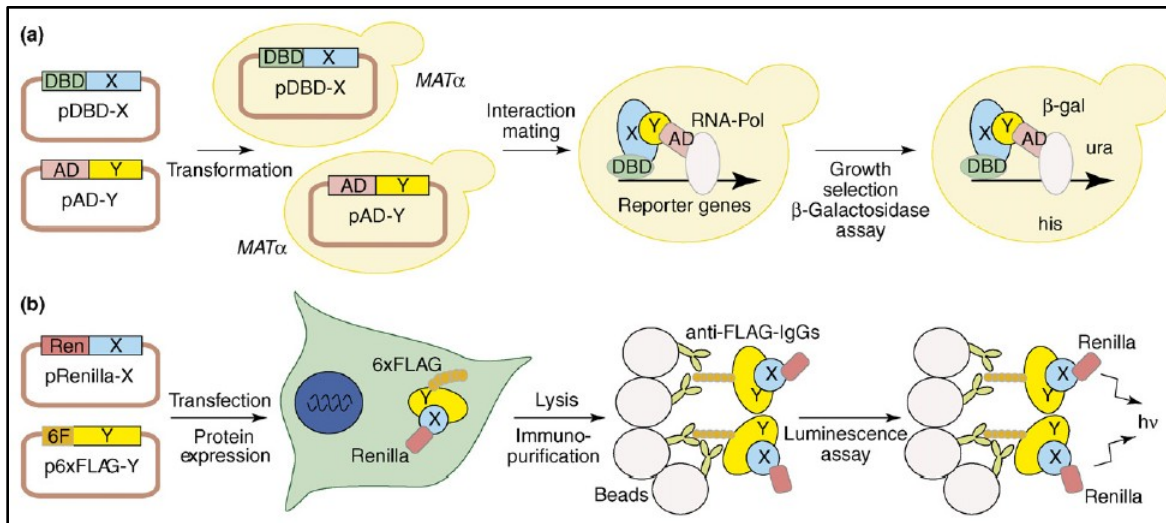 (a)
DBD X
pDBD-X
AD Y
pAD-Y
Transformation
DBD X
pDBD-X
MATα
AD Y
pAD-Y
MATα
Interaction
mating
X Y AD RNA-Pol
DBD
Reporter genes
Growth
selection
β-Galactosidase
assay
X Y AD β-gal
DBD ura
his
(b)
Ren X
pRenilla-X
6F Y
p6xFLAG-Y
Transfection
Protein
expression
6xFLAG
Y
X
Renilla
Lysis
Immuno-
purification
anti-FLAG-IgGs
X
Y
Y
X
Beads
Luminescence
assay
Renilla
X
Y
hν
Y
X
Renilla